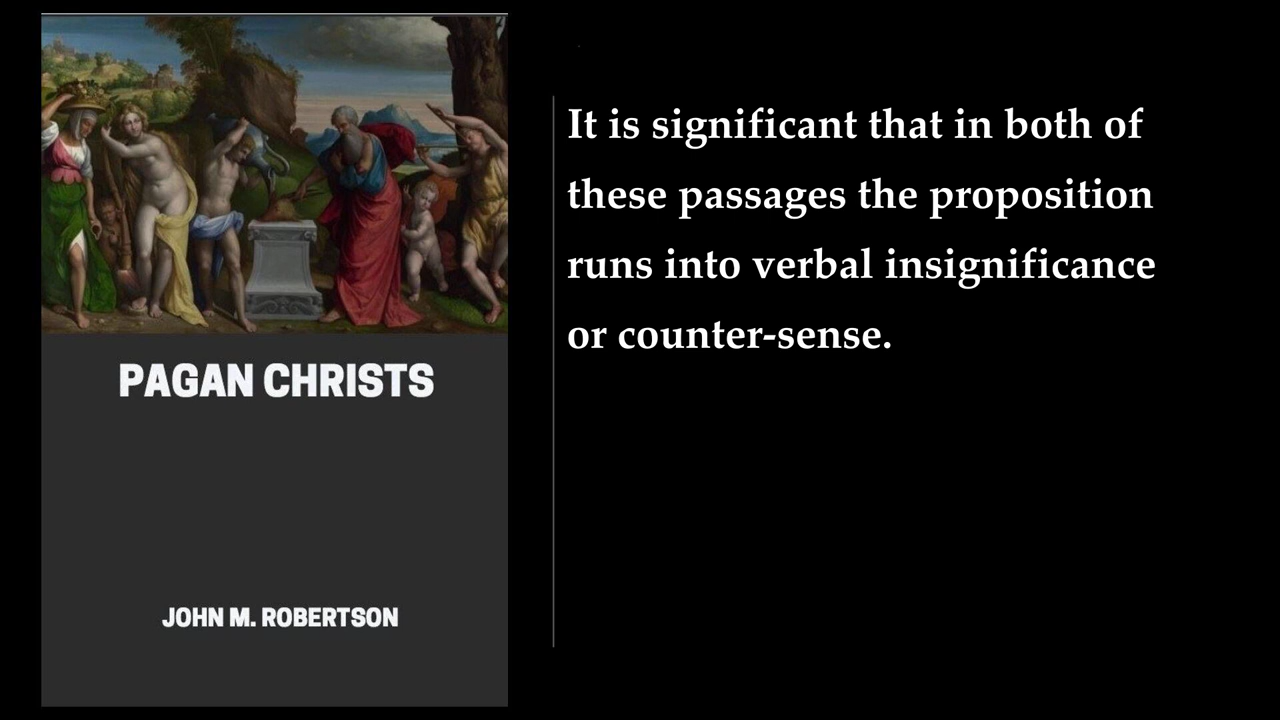 PAGAN CHRISTS
JOHN M. ROBERTSON
It is significant that in both of
these passages the proposition
runs into verbal insignificance
or counter-sense.